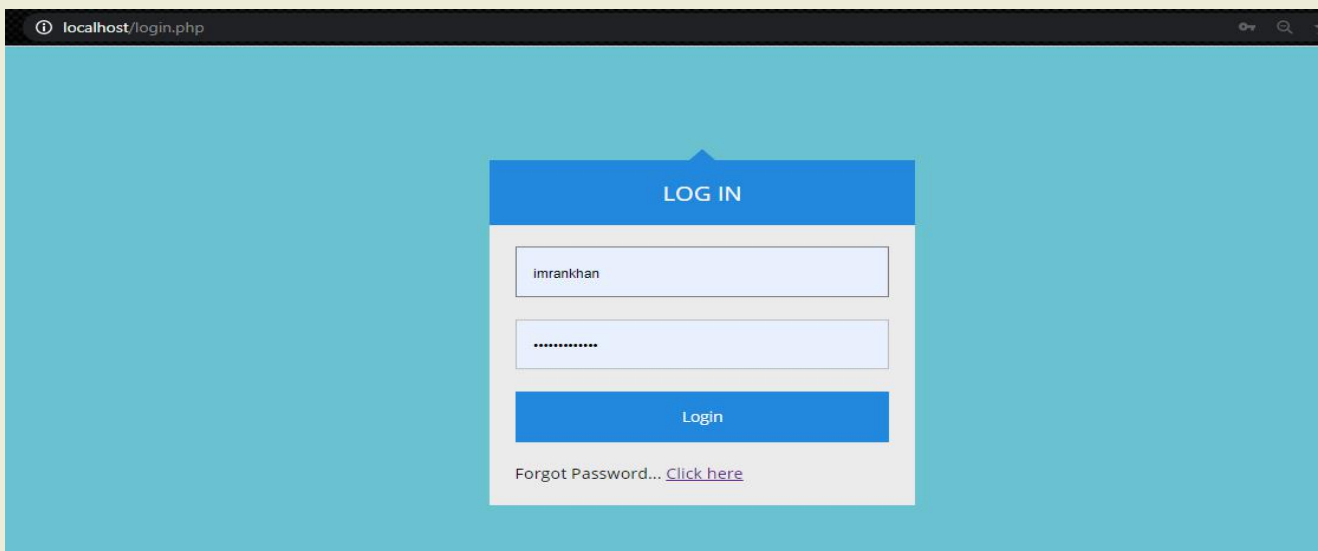 localhost/login.php
LOG IN
imrankhan
•••••••••••••
Login
Forgot Password... Click here